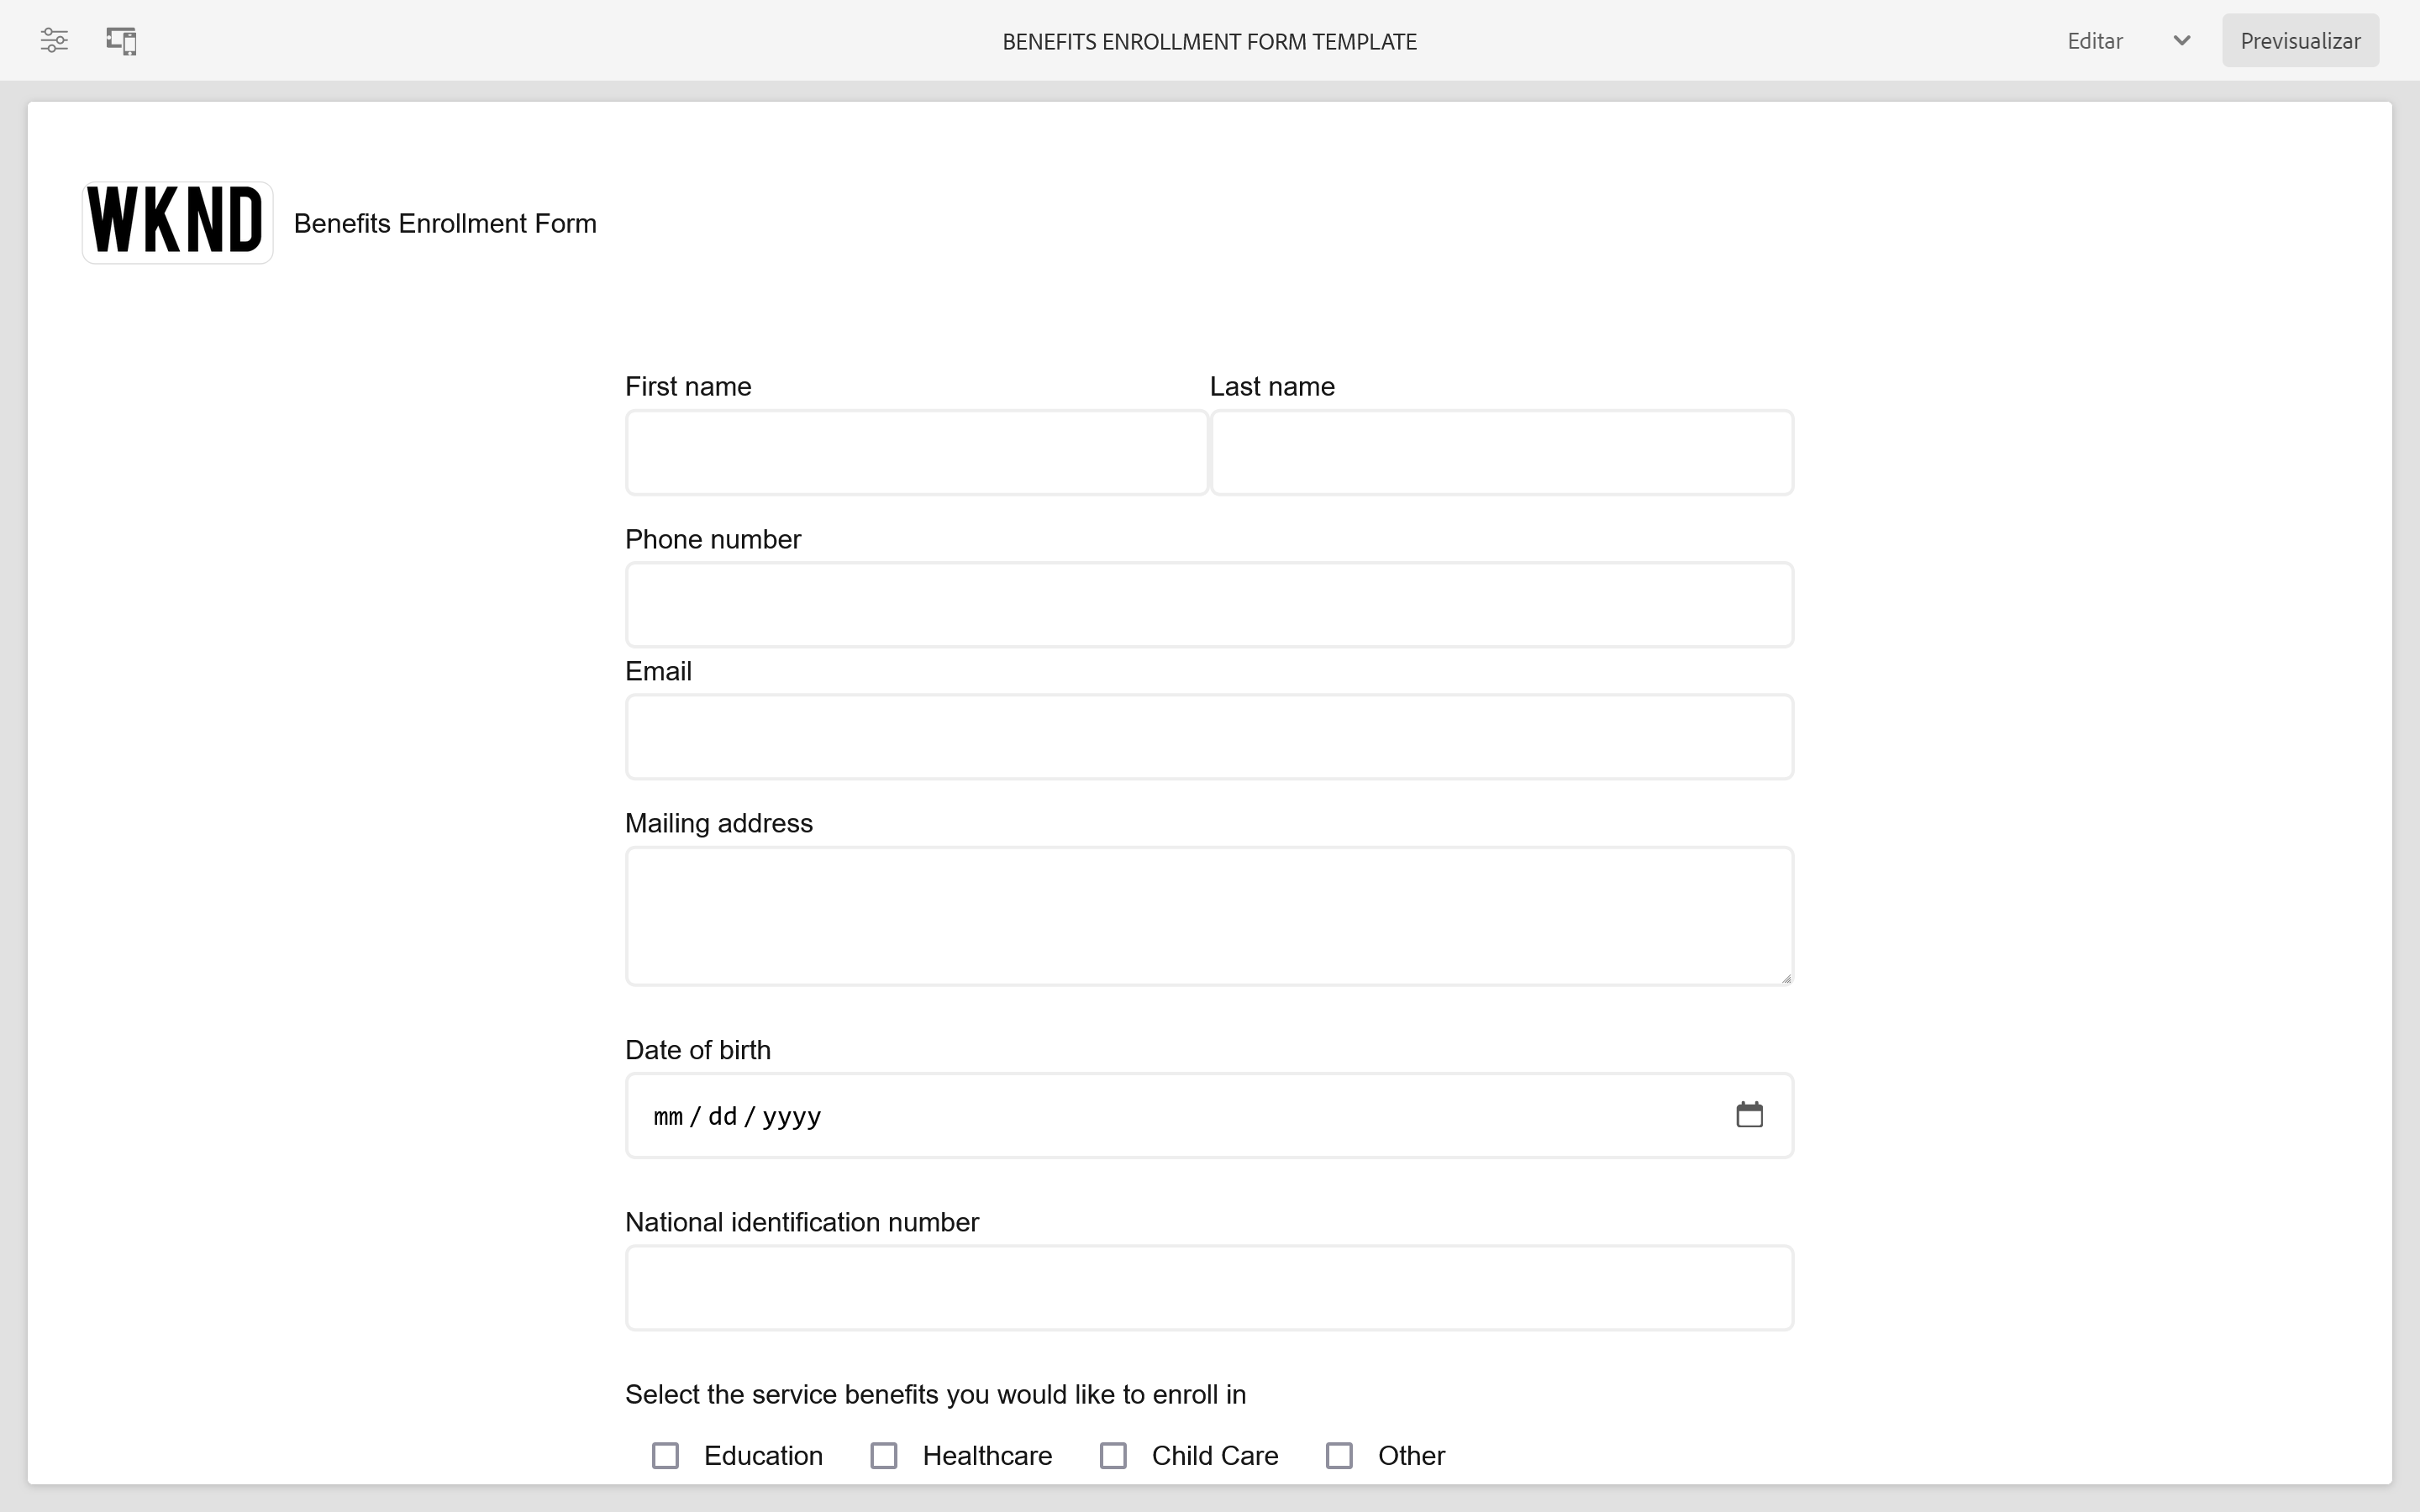 BENEFITS ENROLLMENT FORM TEMPLATE
Editar
Previsualizar
WKND
Benefits Enrollment Form
First name
Last name
Phone number
Email
Mailing address
Date of birth
mm / dd / yyyy
National identification number
Select the service benefits you would like to enroll in
Education
Healthcare
Child Care
Other